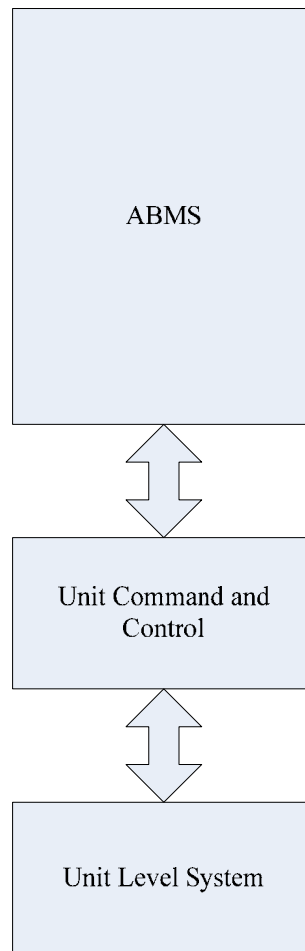 ABMS
Unit Command and
Control
Unit Level System